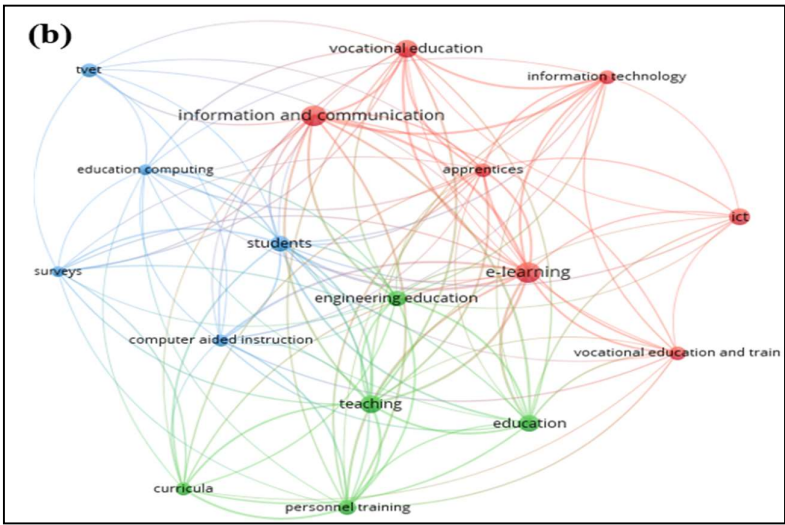 (b)
vocational education
tvet
information technology
information and communication
education computing
apprentices
ict
students
surveys
e-learning
engineering education
computer aided instruction
vocational education and train
teaching
education
curricula
personnel training